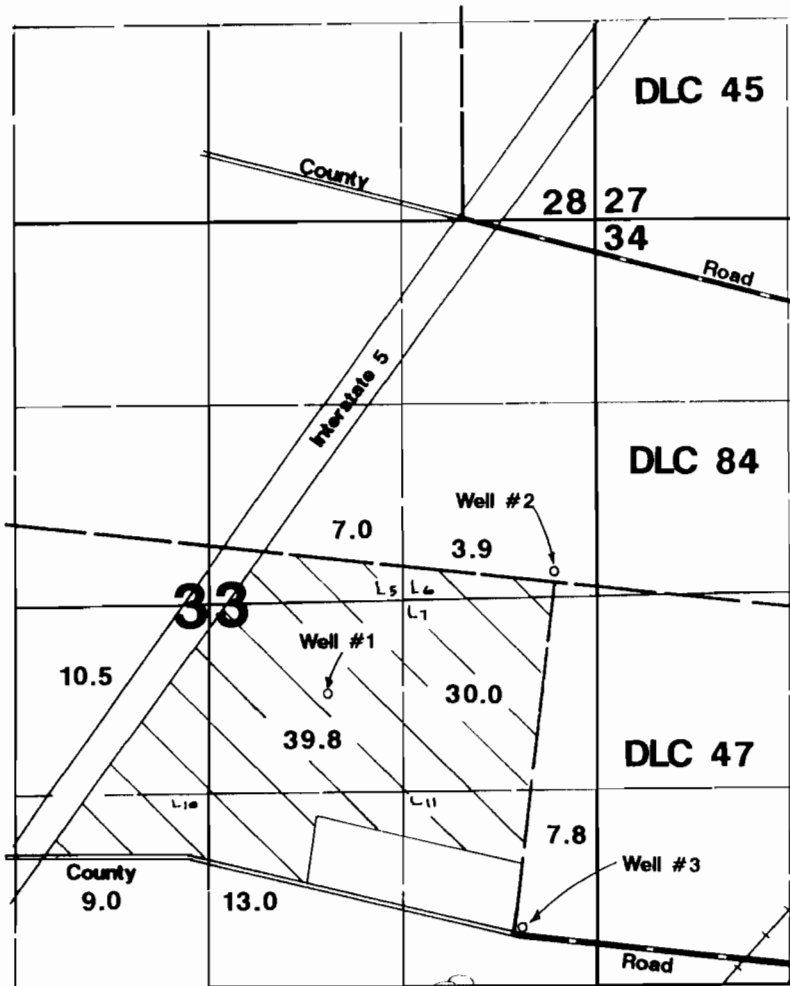 DLC 45
County
28 27
34
Road
Interstate 5
DLC 84
Well #2
7.0
3.9
L5 L6
33
L7
Well #1
10.5
30.0
39.8
DLC 47
L10
L11
7.8
County
Well #3
9.0
13.0
Road